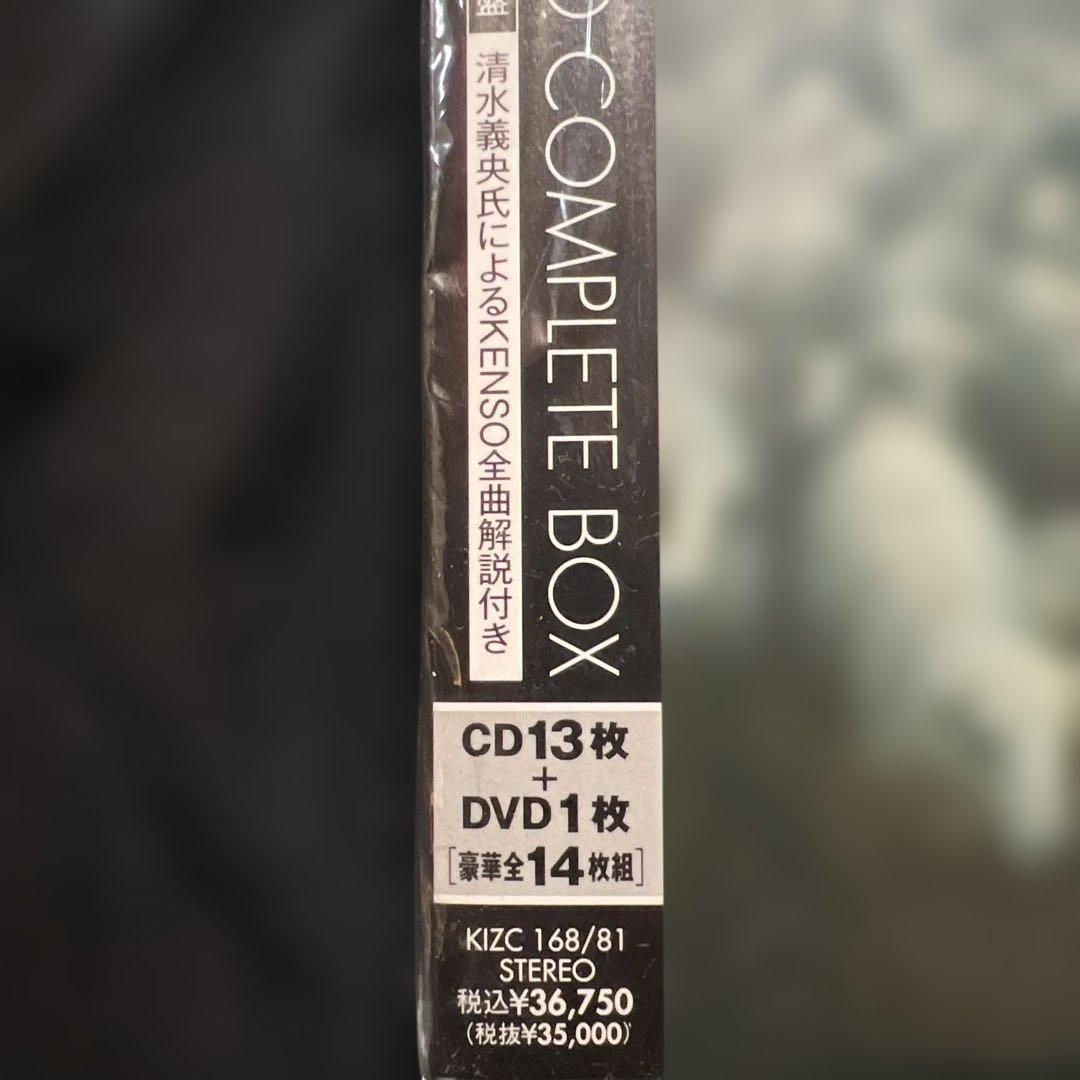 COMPLETE BOX
盤
清水義央氏によるKENSO全曲解説付き
CD13枚
+
DVD1枚
[豪華全14枚組]
KIZC 168/81
STEREO
税込¥36,750
(税抜¥35,000)